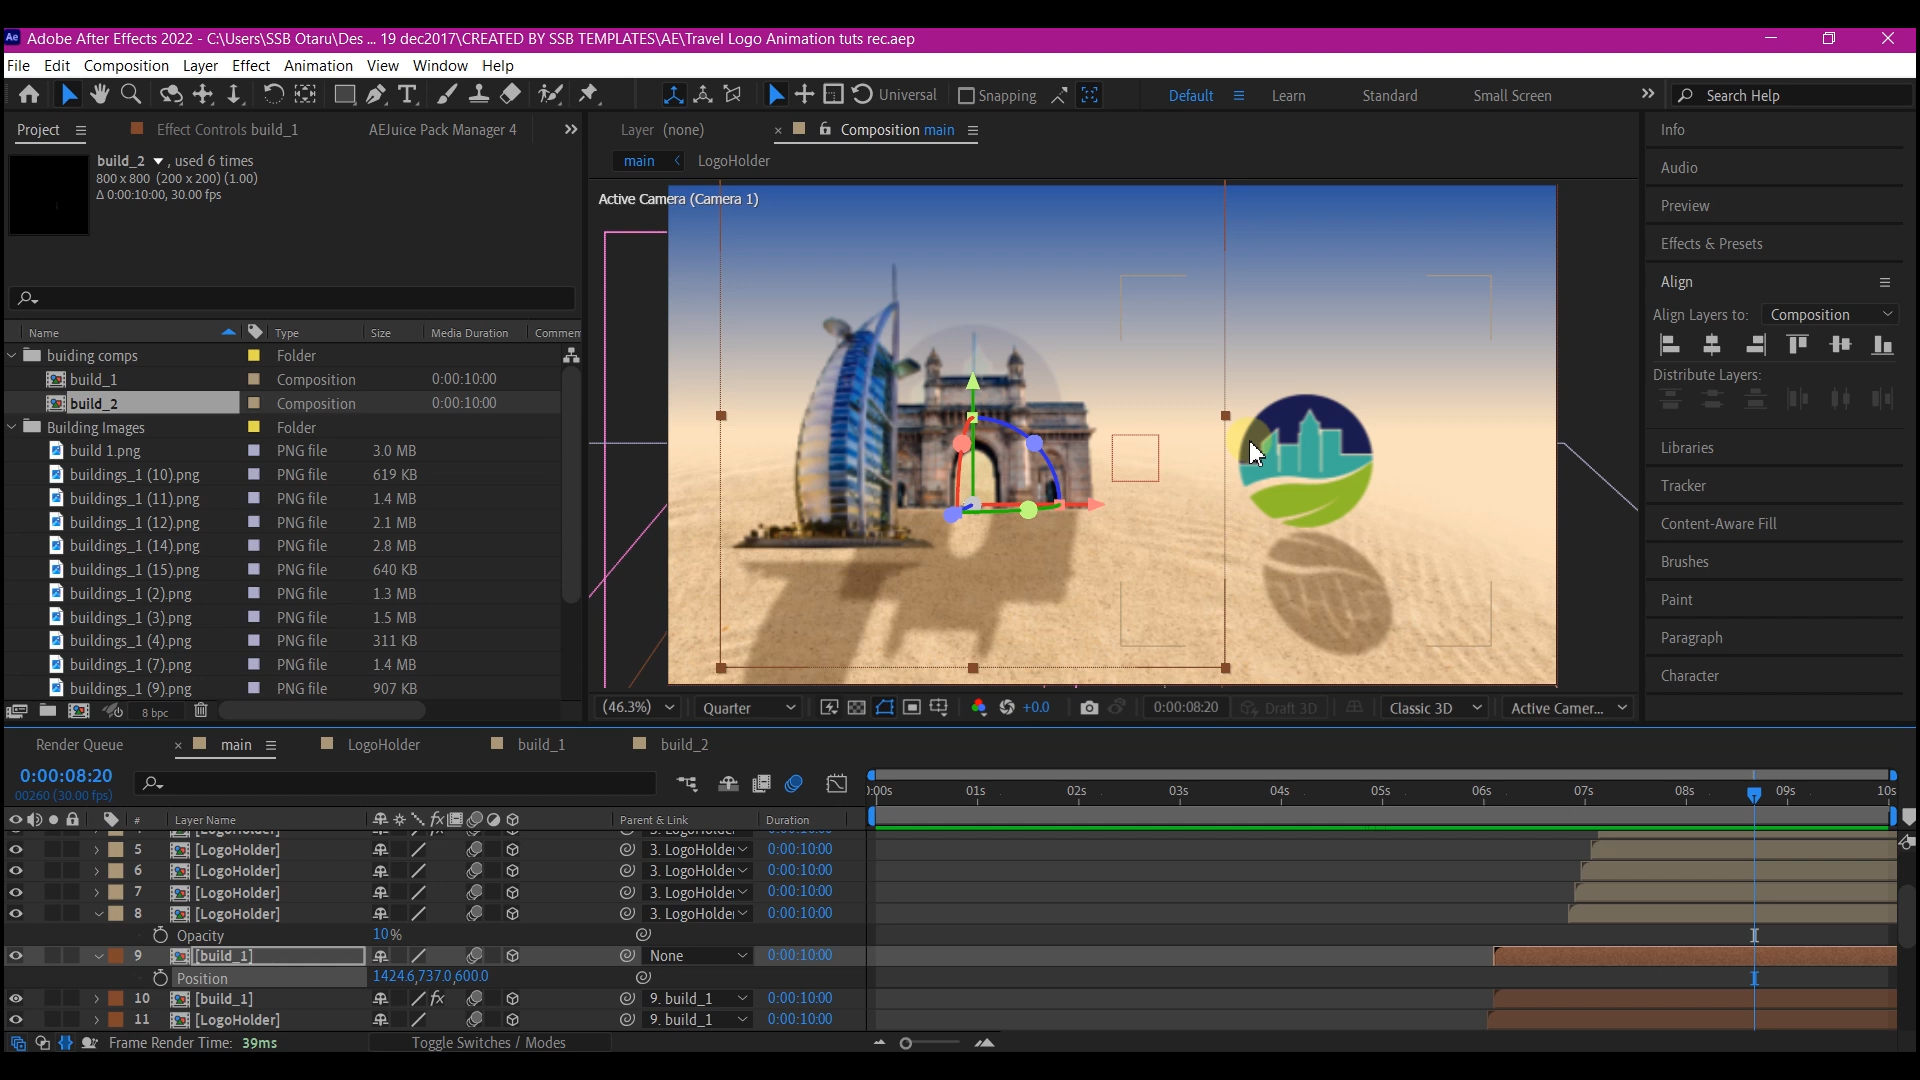 Ae Adobe After Effects 2022 - C:\Users\SSB Otaru\Des ... 19 dec2017\CREATED BY SSB TEMPLATES\AE\Travel Logo Animation tuts rec.aep
File Edit Composition Layer Effect Animation View Window Help
Universal Snapping Default Learn Standard Small Screen Search Help
Project Effect Controls build_1 AEJuice Pack Manager 4
Layer (none) Composition main
Info
build_2 , used 6 times
800 x 800 (200 x 200) (1.00)
Δ 0:00:10:00, 30.00 fps
main LogoHolder
Active Camera (Camera 1)
Audio
Preview
Effects & Presets
Align
Align Layers to: Composition
Distribute Layers:
Libraries
Tracker
Content-Aware Fill
Brushes
Paint
Paragraph
Character
Name Type Size Media Duration Commen
buiding comps Folder
build_1 Composition 0:00:10:00
build_2 Composition 0:00:10:00
Building Images Folder
build 1.png PNG file 3.0 MB
buildings_1 (10).png PNG file 619 KB
buildings_1 (11).png PNG file 1.4 MB
buildings_1 (12).png PNG file 2.1 MB
buildings_1 (14).png PNG file 2.8 MB
buildings_1 (15).png PNG file 640 KB
buildings_1 (2).png PNG file 1.3 MB
buildings_1 (3).png PNG file 1.5 MB
buildings_1 (4).png PNG file 311 KB
buildings_1 (7).png PNG file 1.4 MB
buildings_1 (9).png PNG file 907 KB
8 bpc
(46.3%) Quarter +0.0 0:00:08:20 Draft 3D Classic 3D Active Camer...
Render Queue main LogoHolder build_1 build_2
0:00:08:20
00260 (30.00 fps)
):00s 01s 02s 03s 04s 05s 06s 07s 08s 09s 10s
# Layer Name Parent & Link Duration
5 [LogoHolder] 3. LogoHolder 0:00:10:00
6 [LogoHolder] 3. LogoHolder 0:00:10:00
7 [LogoHolder] 3. LogoHolder 0:00:10:00
8 [LogoHolder] 3. LogoHolder 0:00:10:00
Opacity 10%
9 [build_1] None 0:00:10:00
Position 1424.6,737.0,600.0
10 [build_1] 9. build_1 0:00:10:00
11 [LogoHolder] 9. build_1 0:00:10:00
Frame Render Time: 39ms Toggle Switches / Modes